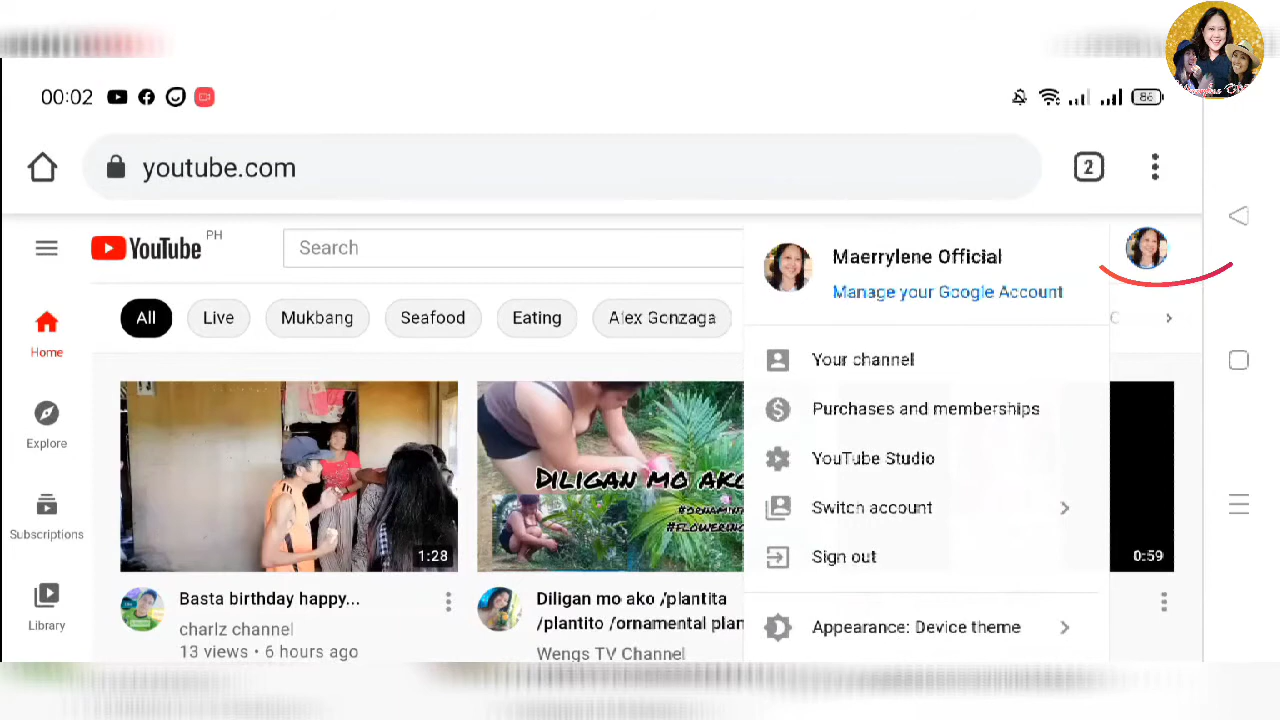 00:02
86
youtube.com
2
YouTube PH
Search
Maerrylene Official
Manage your Google Account
All
Live
Mukbang
Seafood
Eating
Alex Gonzaga
Home
Your channel
Explore
Purchases and memberships
YouTube Studio
DILIGAN MO AKO
Subscriptions
Switch account
1:28
Sign out
0:59
Library
Basta birthday happy...
charlz channel
13 views • 6 hours ago
Diligan mo ako /plantita
/plantito /ornamental plan
Wengs TV Channel
Appearance: Device theme